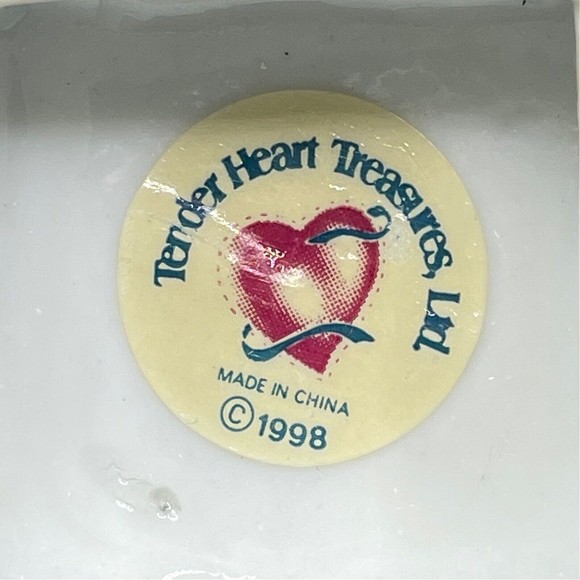 Tender Heart Treasures, Ltd.
MADE IN CHINA
© 1998